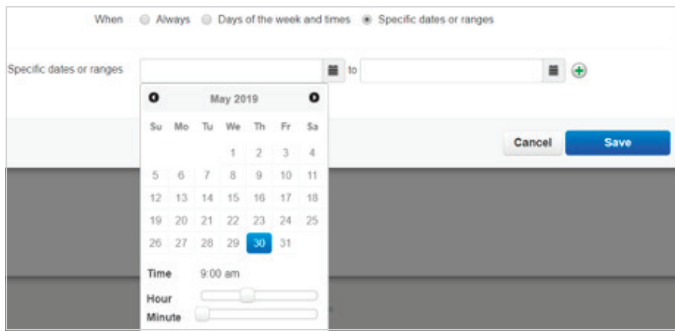 When Always Days of the week and times Specific dates or ranges
Specific dates or ranges to
May 2019
Su Mo Tu We Th Fr Sa
1 2 3 4
5 6 7 8 9 10 11
12 13 14 15 16 17 18
19 20 21 22 23 24 25
26 27 28 29 30 31
Time 9:00 am
Hour
Minute
Cancel Save